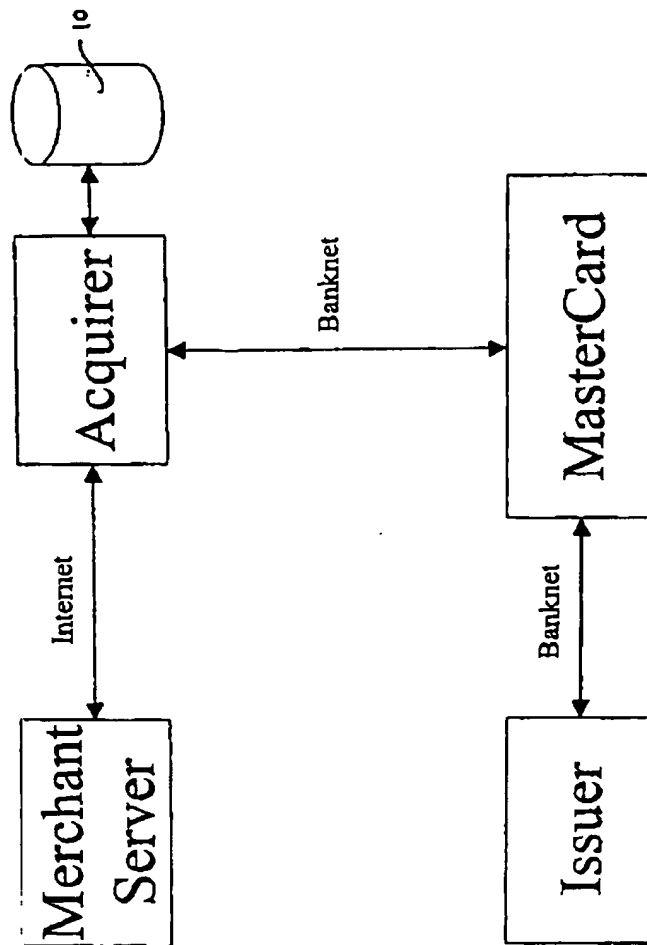 Merchant
Server
Internet
Acquirer
10
Banknet
Issuer
Banknet
MasterCard